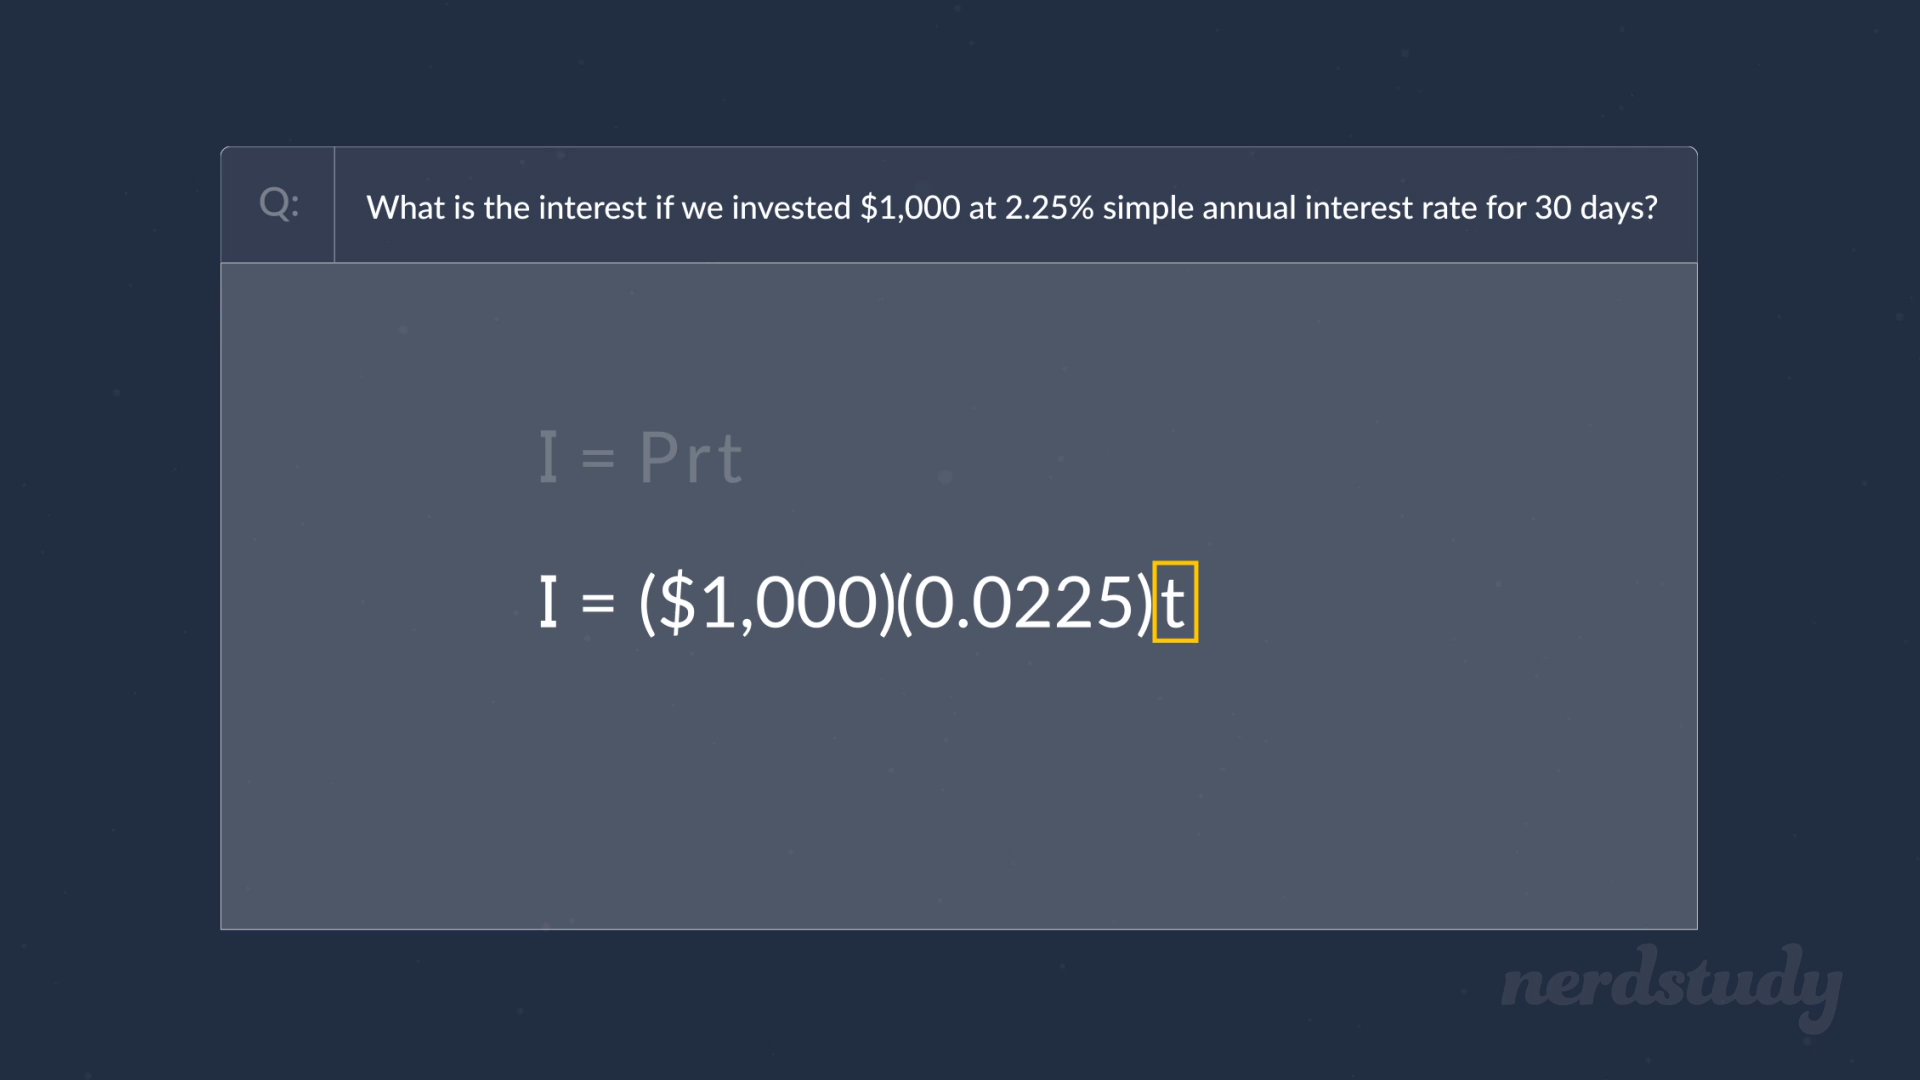 Q:
What is the interest if we invested $1,000 at 2.25% simple annual interest rate for 30 days?
I = Prt
I = ($1,000)(0.0225)t
nerdstudy